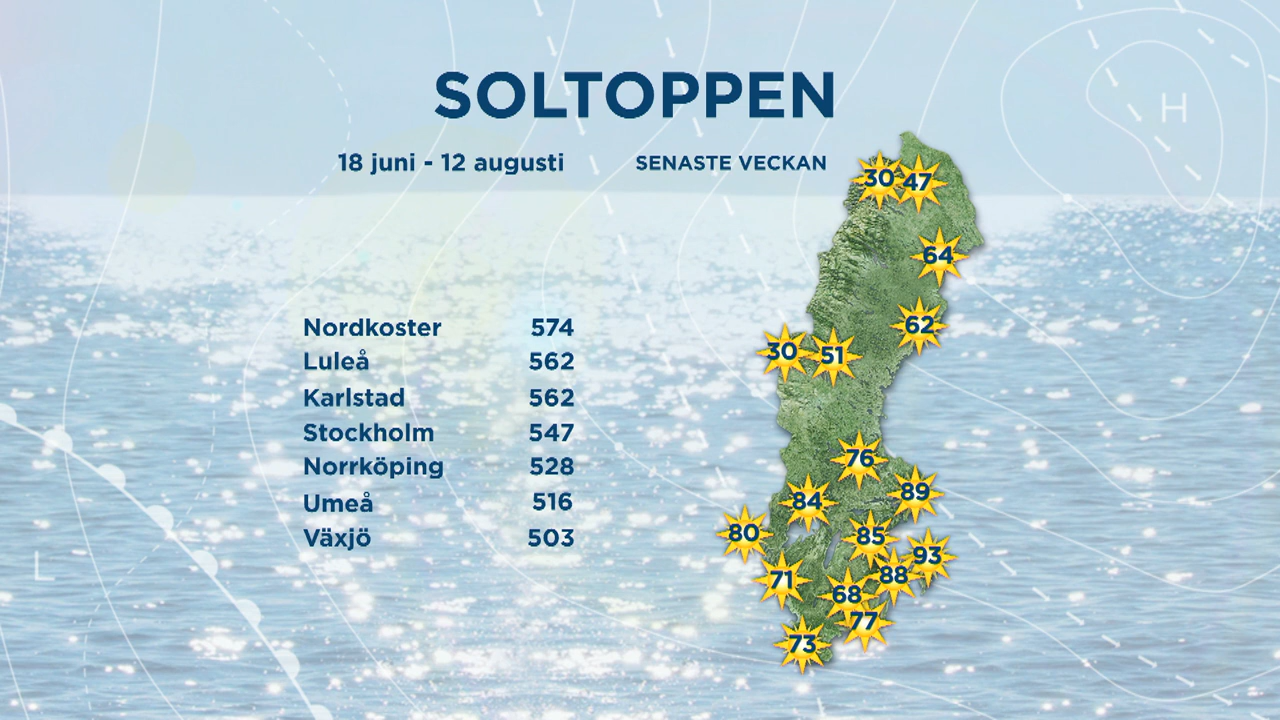 SOLTOPPEN
18 juni - 12 augusti
SENASTE VECKAN
Nordkoster 574
Luleå 562
Karlstad 562
Stockholm 547
Norrköping 528
Umeå 516
Växjö 503
30
47
64
62
30
51
76
84
89
80
85
93
71
88
68
77
73
H
L